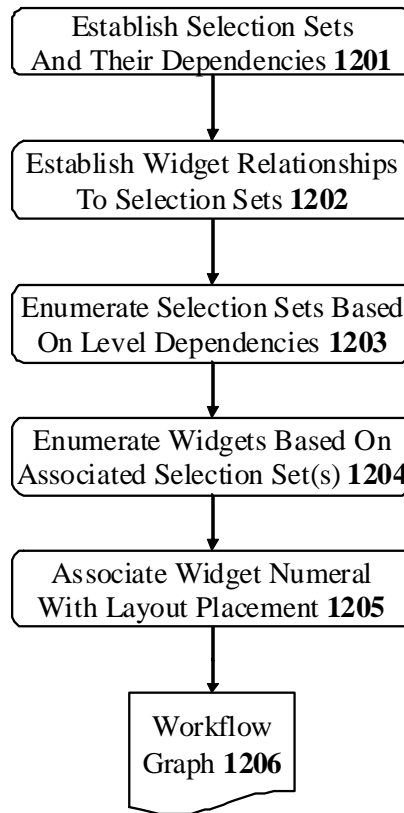 Establish Selection Sets
And Their Dependencies 1201
Establish Widget Relationships
To Selection Sets 1202
Enumerate Selection Sets Based
On Level Dependencies 1203
Enumerate Widgets Based On
Associated Selection Set(s) 1204
Associate Widget Numeral
With Layout Placement 1205
Workflow
Graph 1206